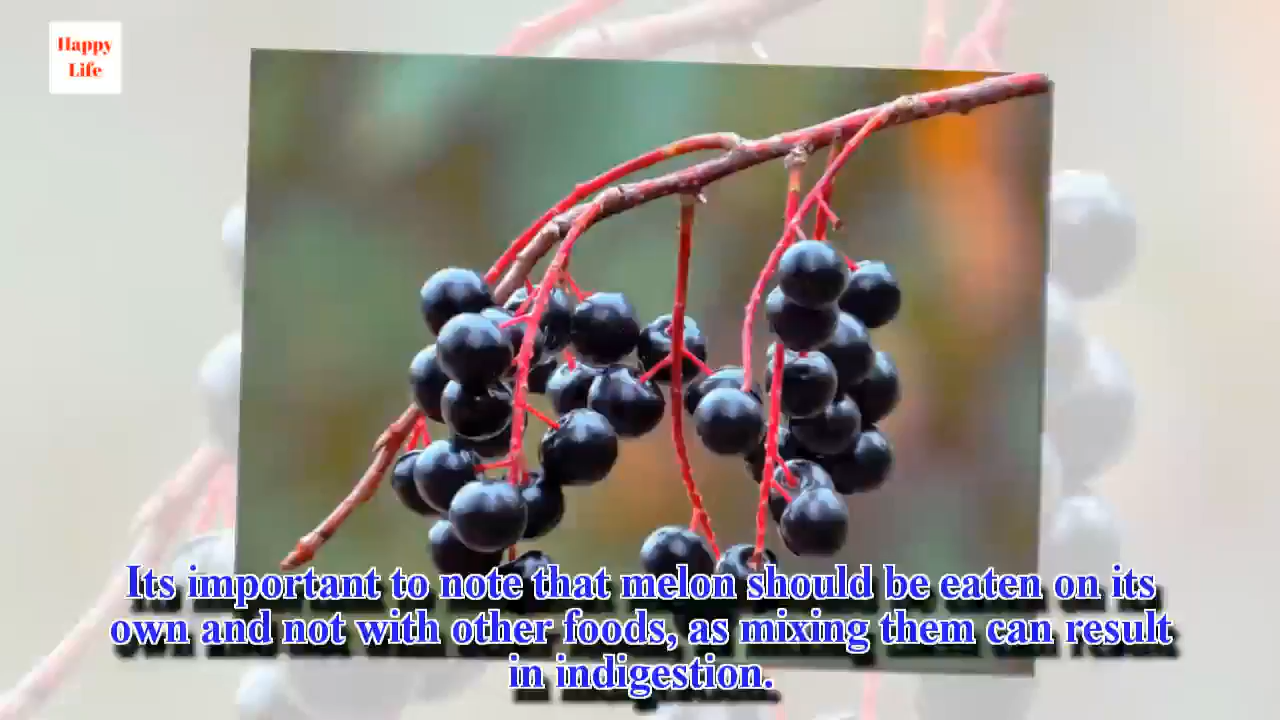 Happy
Life
Its important to note that melon should be eaten on its
own and not with other foods, as mixing them can result
in indigestion.